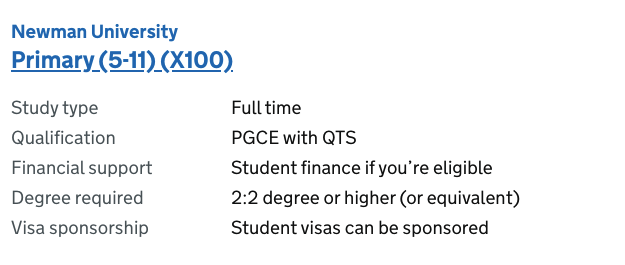 Newman University
Primary (5-11) (X100)
Study type Full time
Qualification PGCE with QTS
Financial support Student finance if you’re eligible
Degree required 2:2 degree or higher (or equivalent)
Visa sponsorship Student visas can be sponsored